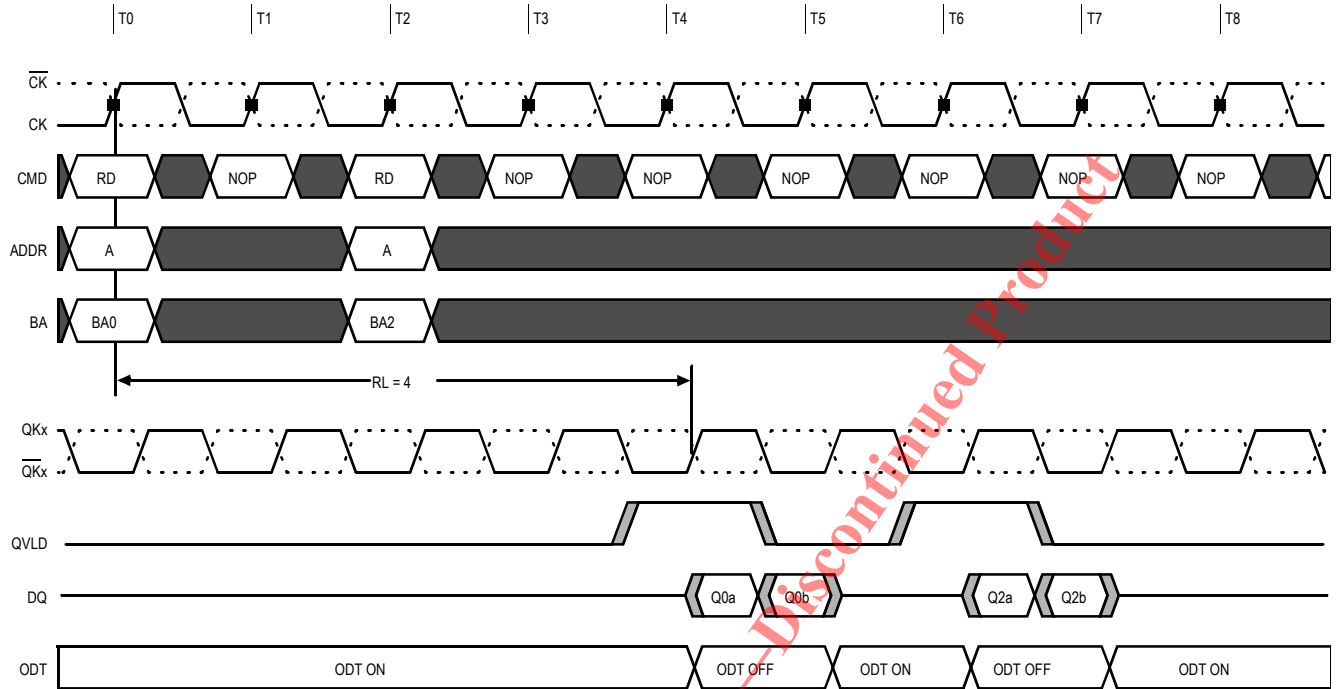 T0 T1 T2 T3 T4 T5 T6 T7 T8
C̅K̅
CK
CMD RD NOP RD NOP NOP NOP NOP NOP NOP
ADDR A A
BA BA0 BA2
RL = 4
QKx
Q̅K̅x
QVLD
DQ Q0a Q0b Q2a Q2b
ODT ODT ON ODT OFF ODT ON ODT OFF ODT ON
—Discontinued Product